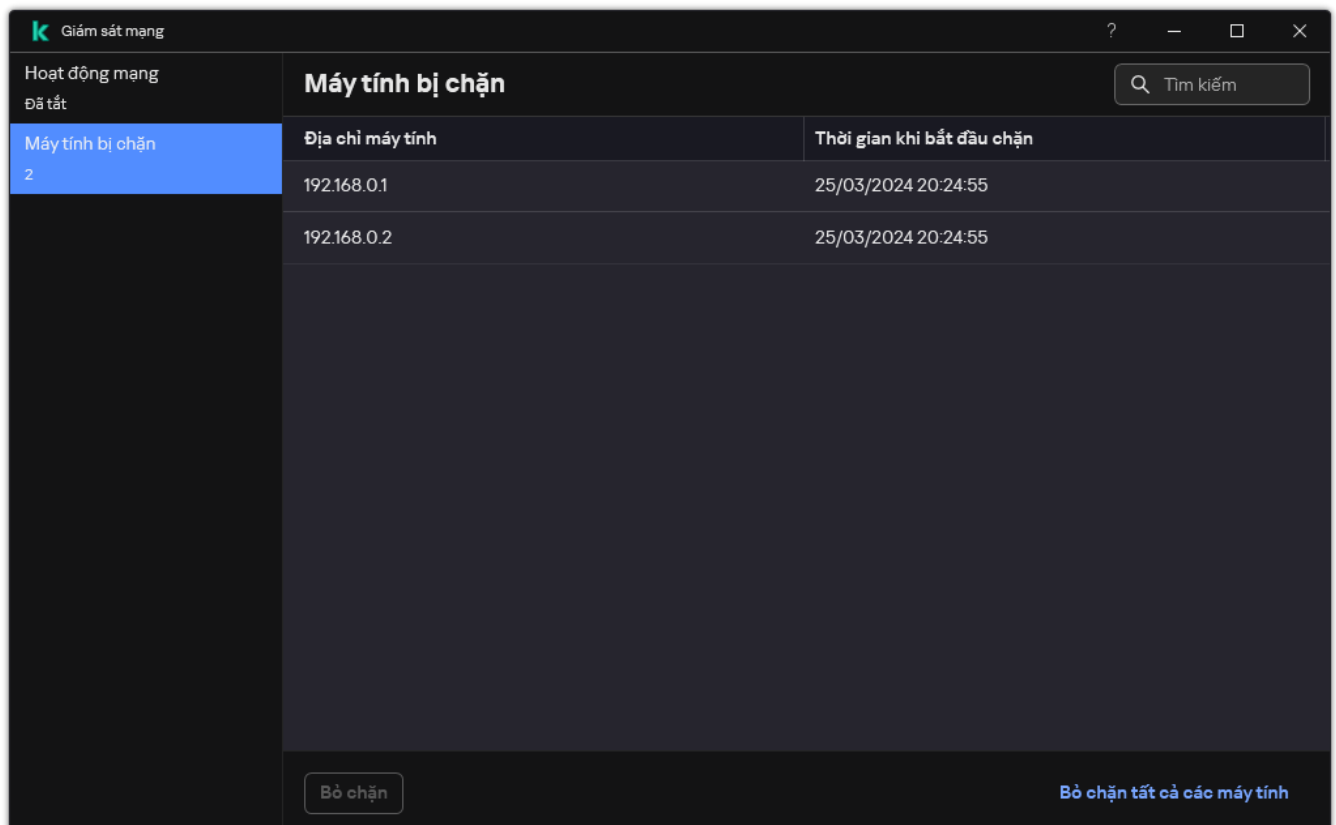 Giám sát mạng
?
Hoạt động mạng
Đã tắt
Máy tính bị chặn
2
Máy tính bị chặn
Tìm kiếm
Địa chỉ máy tính Thời gian khi bắt đầu chặn
192.168.0.1 25/03/2024 20:24:55
192.168.0.2 25/03/2024 20:24:55
Bỏ chặn
Bỏ chặn tất cả các máy tính